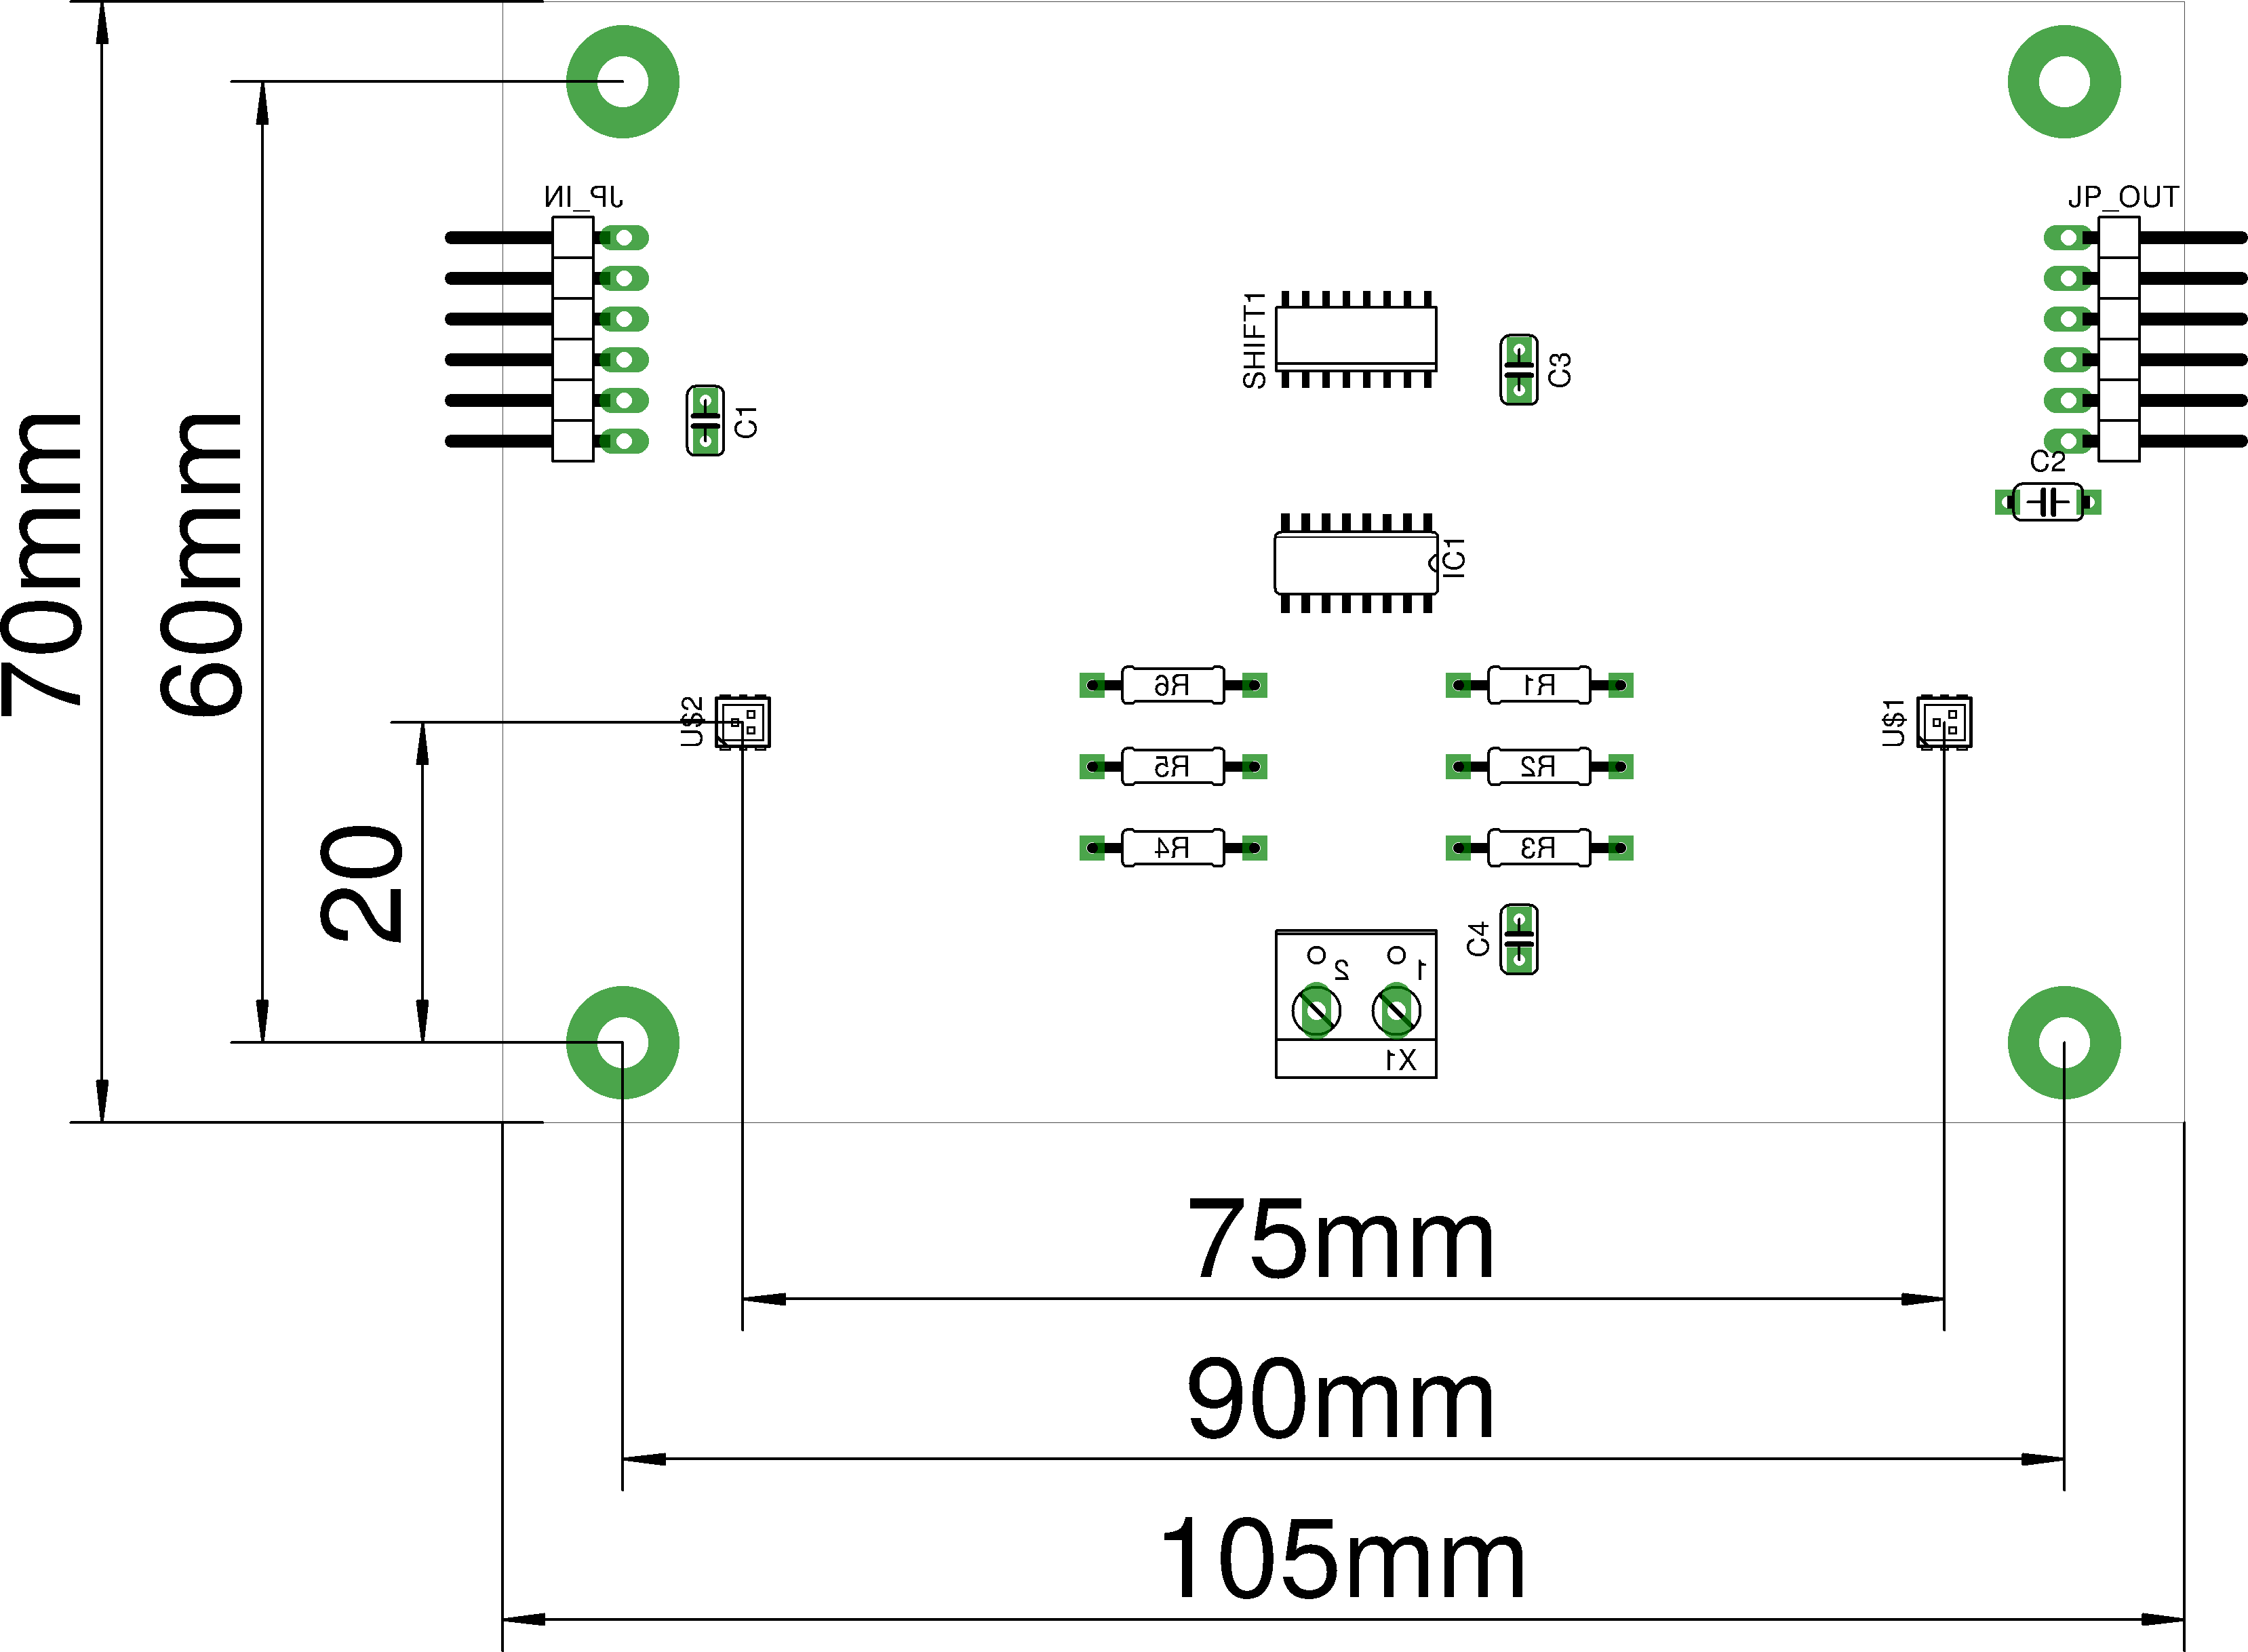 JP_IN
JP_OUT
SHIFT1
C3
C1
C2
IC1
70mm
60mm
R6
R1
U$2
U$1
R5
R2
20
R4
R3
C4
2
1
X1
75mm
90mm
105mm